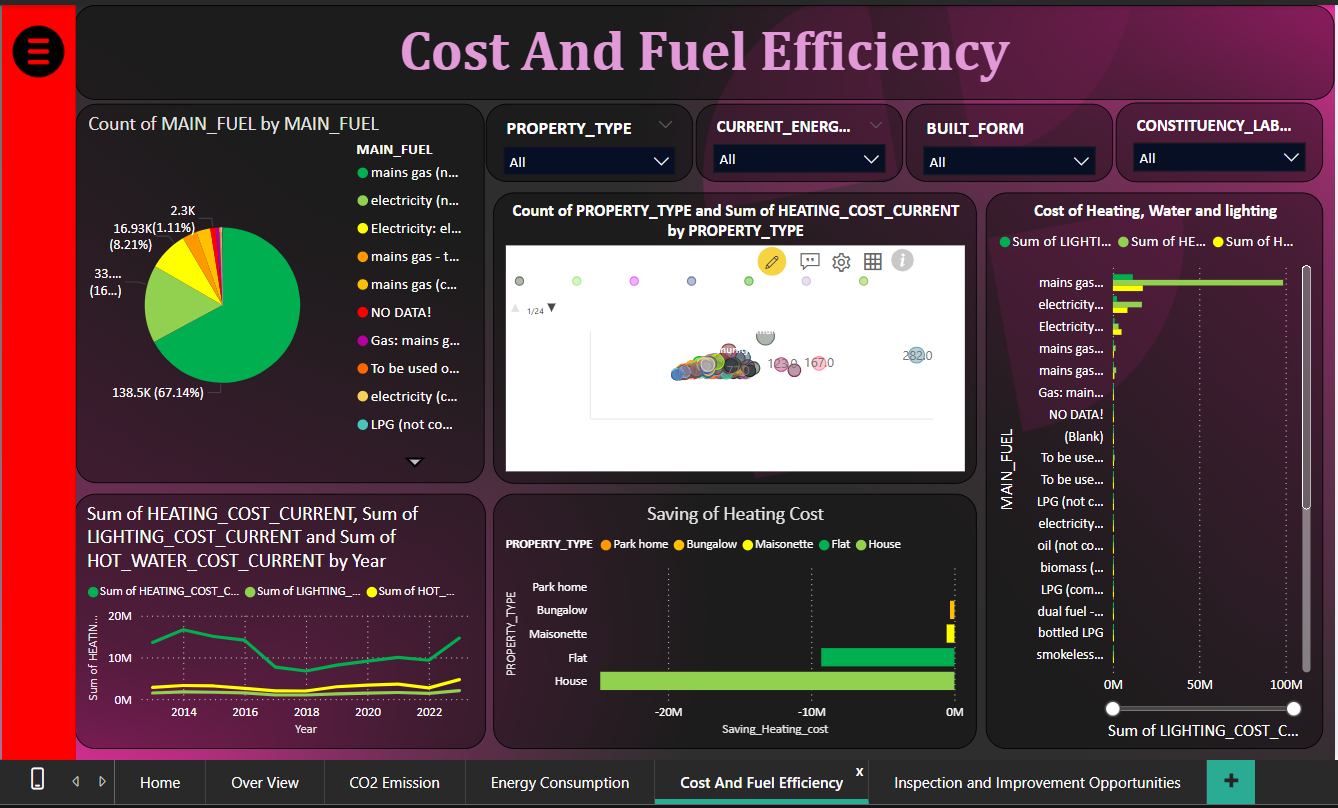 Cost And Fuel Efficiency
Count of MAIN_FUEL by MAIN_FUEL
MAIN_FUEL
mains gas (n...
electricity (n...
Electricity: el...
mains gas - t...
mains gas (c...
NO DATA!
Gas: mains g...
To be used o...
electricity (c...
LPG (not co...
2.3K
(1.11%)
16.93K
(8.21%)
33....
(16...)
138.5K (67.14%)
PROPERTY_TYPE
All
CURRENT_ENERG...
All
BUILT_FORM
All
CONSTITUENCY_LAB...
All
Count of PROPERTY_TYPE and Sum of HEATING_COST_CURRENT
by PROPERTY_TYPE
1/24
123.0
167.0
282.0
Cost of Heating, Water and lighting
Sum of LIGHTI...
Sum of HE...
Sum of H...
MAIN_FUEL
mains gas...
electricity...
Electricity...
mains gas...
mains gas...
Gas: main...
NO DATA!
(Blank)
To be use...
To be use...
LPG (not c...
electricity...
oil (not co...
biomass (...
LPG (com...
dual fuel -...
bottled LPG
smokeless...
0M 50M 100M
Sum of LIGHTING_COST_C...
Sum of HEATING_COST_CURRENT, Sum of
LIGHTING_COST_CURRENT and Sum of
HOT_WATER_COST_CURRENT by Year
Sum of HEATING_COST_C... Sum of LIGHTING_... Sum of HOT_...
Sum of HEATIN...
20M
10M
0M
2014 2016 2018 2020 2022
Year
Saving of Heating Cost
PROPERTY_TYPE Park home Bungalow Maisonette Flat House
PROPERTY_TYPE
Park home
Bungalow
Maisonette
Flat
House
-20M -10M 0M
Saving_Heating_cost
Home
Over View
CO2 Emission
Energy Consumption
Cost And Fuel Efficiency
x
Inspection and Improvement Opportunities
+